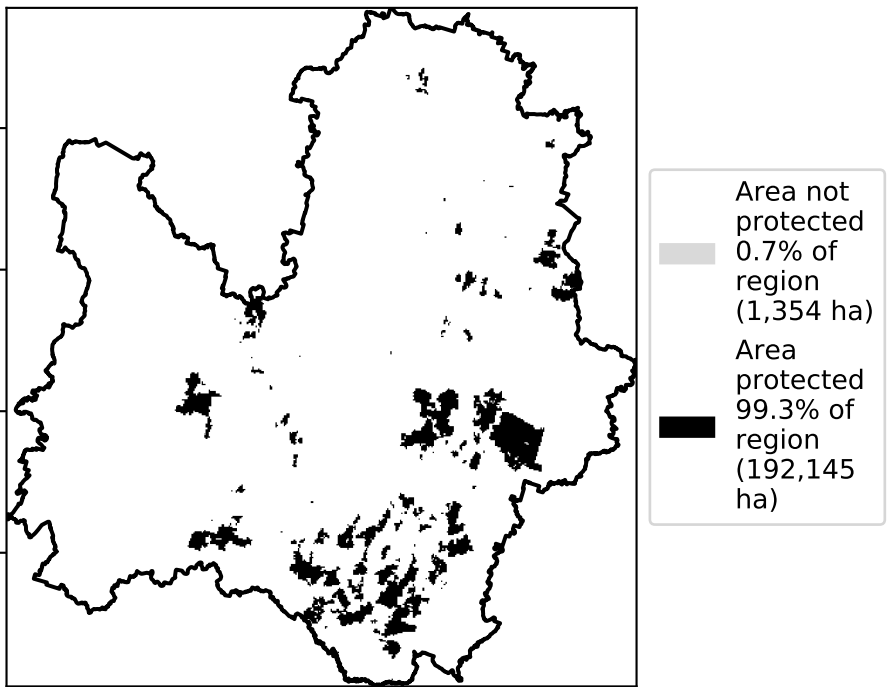 Area not
protected
0.7% of
region
(1,354 ha)
Area
protected
99.3% of
region
(192,145
ha)